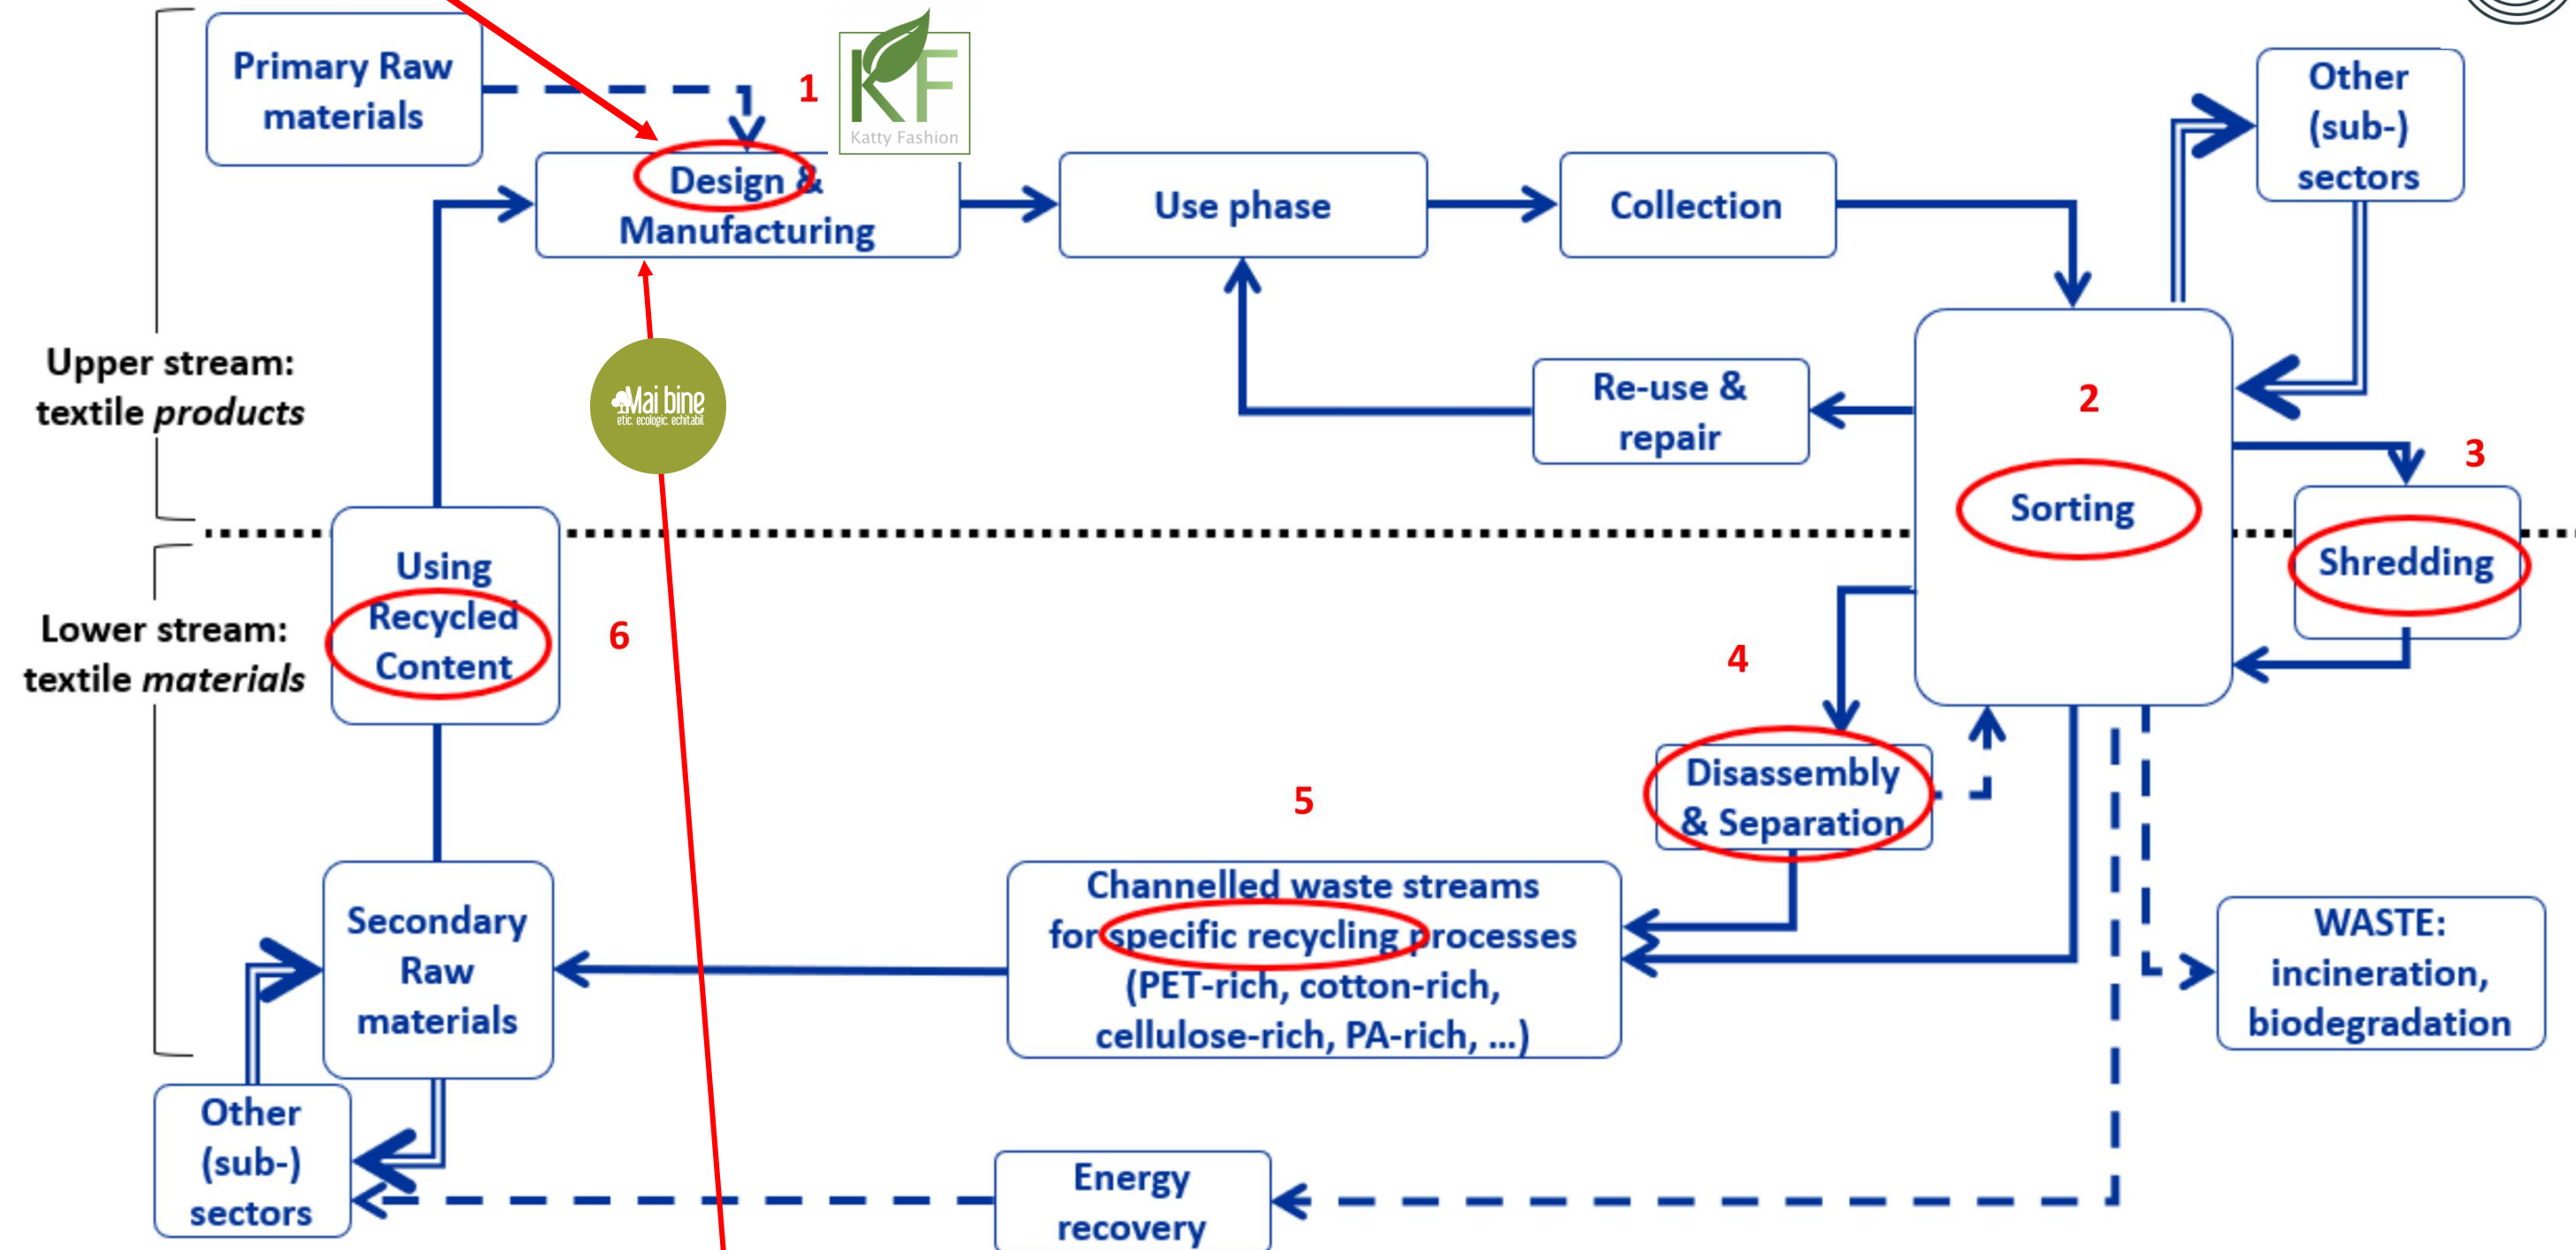 Primary Raw
materials
1
KF
Katty Fashion
Design &
Manufacturing
Use phase
Collection
Other
(sub-)
sectors
Upper stream:
textile products
Mai bine
etic. ecologic. echitabil.
Re-use &
repair
2
Sorting
3
Shredding
Using
Recycled
Content
6
Lower stream:
textile materials
4
Disassembly
& Separation
5
Channelled waste streams
for specific recycling processes
(PET-rich, cotton-rich,
cellulose-rich, PA-rich, ...)
Secondary
Raw
materials
WASTE:
incineration,
biodegradation
Other
(sub-)
sectors
Energy
recovery